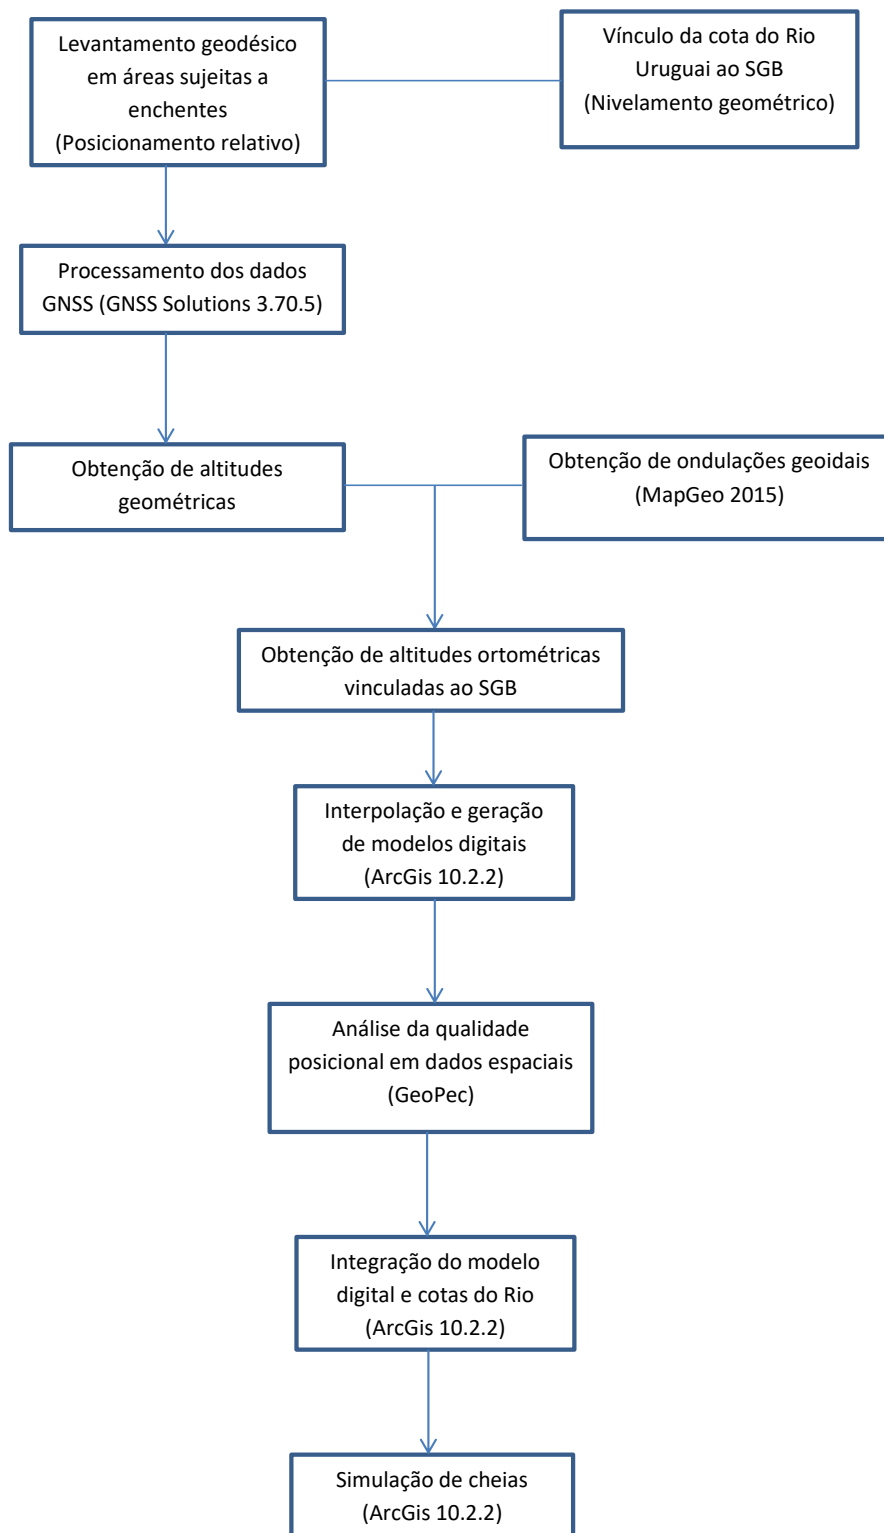 Levantamento geodésico
em áreas sujeitas a
enchentes
(Posicionamento relativo)
Vínculo da cota do Rio
Uruguai ao SGB
(Nivelamento geométrico)
Processamento dos dados
GNSS (GNSS Solutions 3.70.5)
Obtenção de altitudes
geométricas
Obtenção de ondulações geoidais
(MapGeo 2015)
Obtenção de altitudes ortométricas
vinculadas ao SGB
Interpolação e geração
de modelos digitais
(ArcGis 10.2.2)
Análise da qualidade
posicional em dados espaciais
(GeoPec)
Integração do modelo
digital e cotas do Rio
(ArcGis 10.2.2)
Simulação de cheias
(ArcGis 10.2.2)